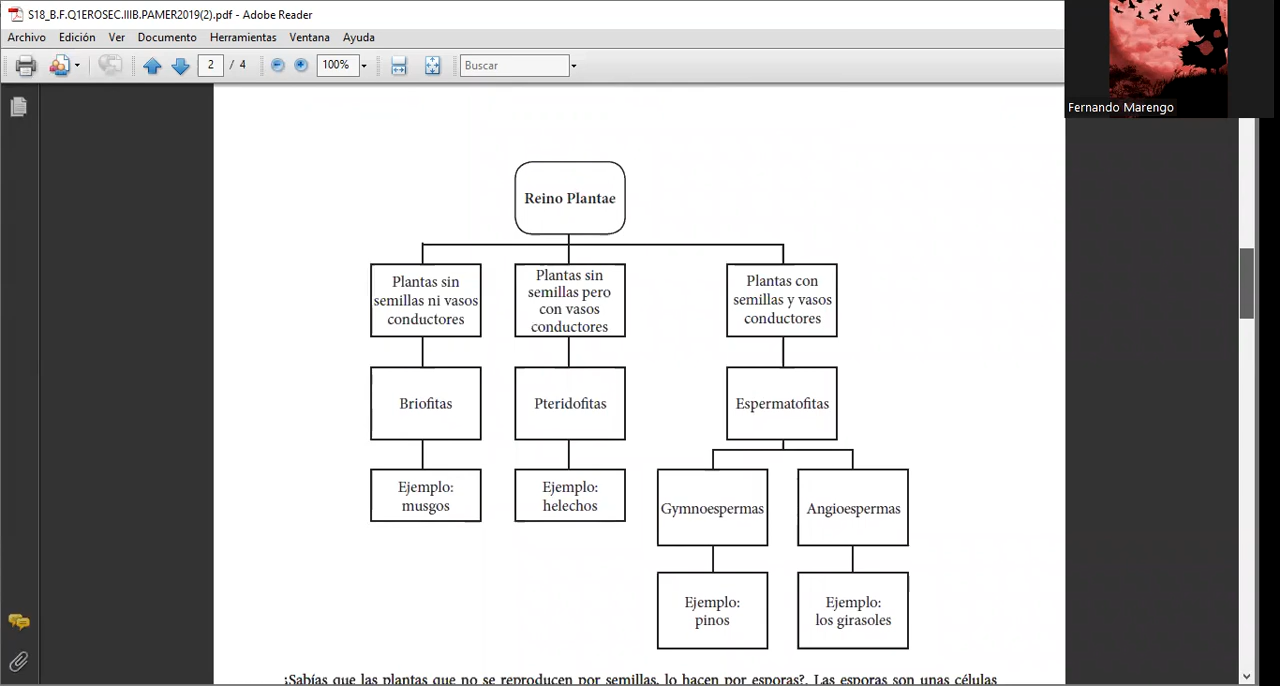 S18_B.F.Q1EROSEC.IIIB.PAMER2019(2).pdf - Adobe Reader
Archivo Edición Ver Documento Herramientas Ventana Ayuda
2 / 4 100% Buscar
Fernando Marengo
Reino Plantae
Plantas sin
semillas ni vasos
conductores
Plantas sin
semillas pero
con vasos
conductores
Plantas con
semillas y vasos
conductores
Briofitas
Pteridofitas
Espermatofitas
Ejemplo:
musgos
Ejemplo:
helechos
Gymnoespermas
Angioespermas
Ejemplo:
pinos
Ejemplo:
los girasoles
¿Sabías que las plantas que no se reproducen por semillas, lo hacen por esporas?. Las esporas son unas células